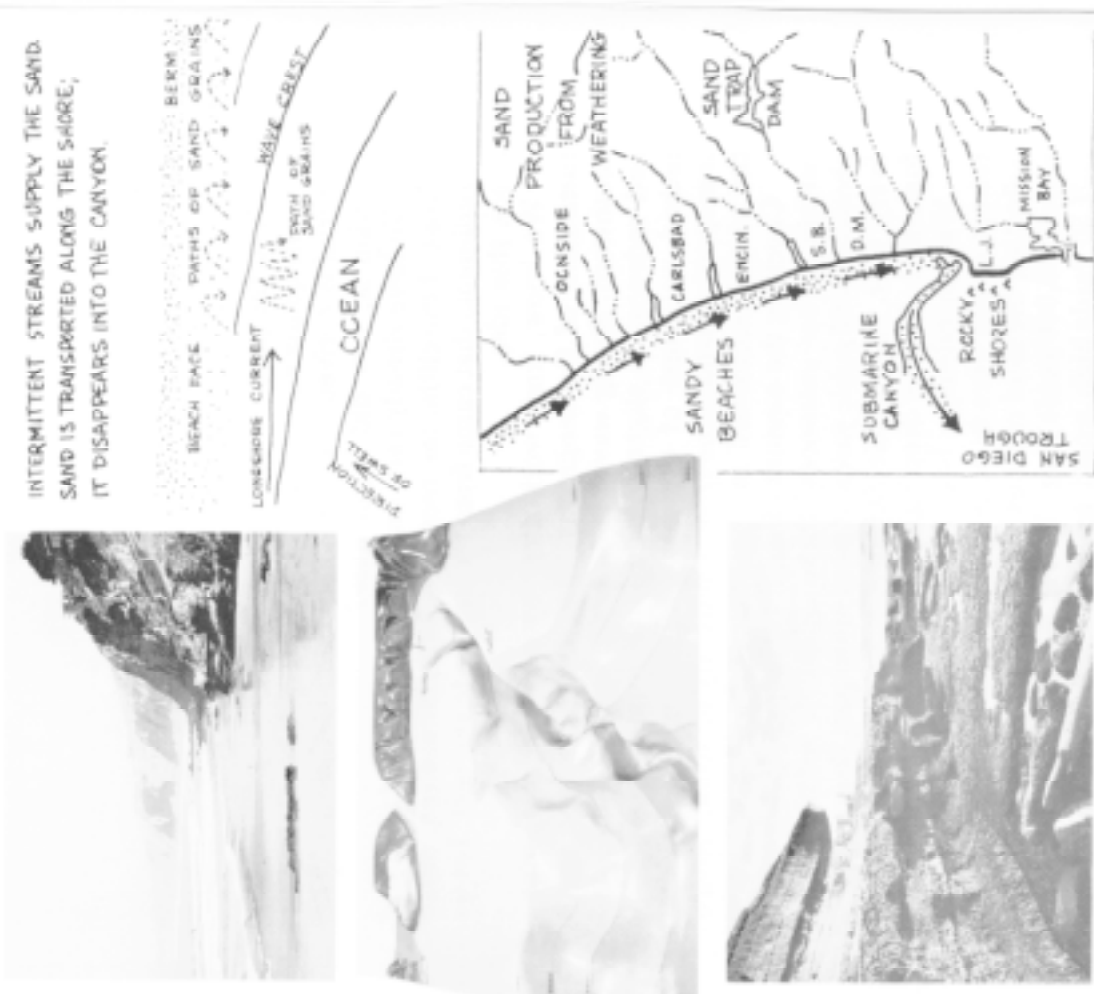 INTERMITTENT STREAMS SUPPLY THE SAND.
SAND IS TRANSPORTED ALONG THE SHORE;
IT DISAPPEARS INTO THE CANYON.
BERM
BEACH FACE
PATHS OF SAND GRAINS
WAVE CREST
PATH OF
SAND GRAINS
LONGSHORE CURRENT
OCEAN
DIRECTION
OF SWELL
SAND
PRODUCTION
FROM
WEATHERING
SAND
TRAP
DAM
OCNSIDE
CARLSBAD
ENCIN.
S.B.
D.M.
L.J.
MISSION
BAY
SANDY
BEACHES
SUBMARINE
CANYON
ROCKY
SHORES
SAN DIEGO
TROUGH